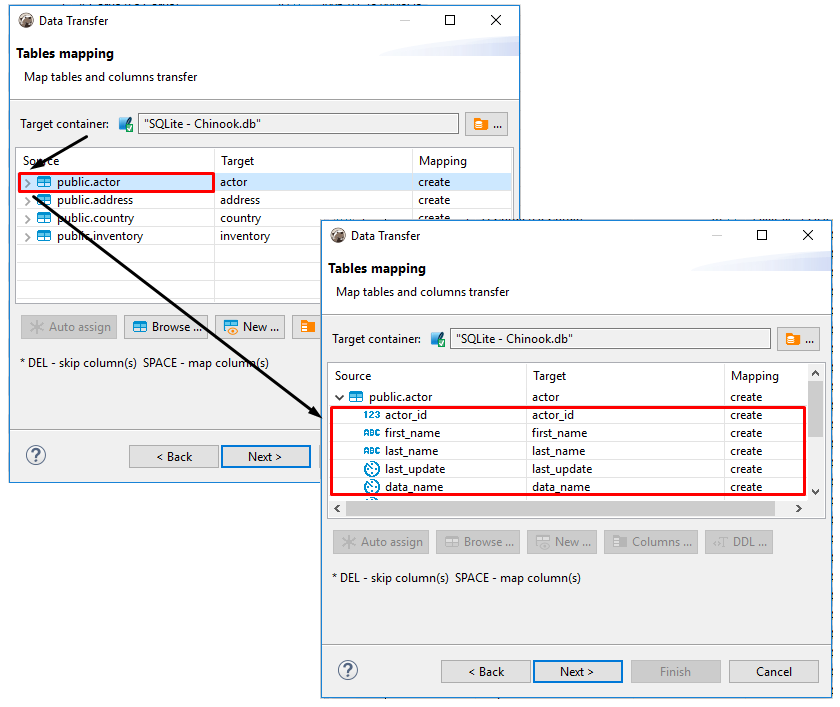 Data Transfer
Tables mapping
Map tables and columns transfer
Target container: "SQLite - Chinook.db" ...
Source Target Mapping
public.actor actor create
public.address address create
public.country country create
public.inventory inventory
Auto assign Browse ... New ...
* DEL - skip column(s) SPACE - map column(s)
? < Back Next >
Data Transfer
Tables mapping
Map tables and columns transfer
Target container: "SQLite - Chinook.db" ...
Source Target Mapping
public.actor actor create
123 actor_id actor_id create
ABC first_name first_name create
ABC last_name last_name create
last_update last_update create
data_name data_name create
Auto assign Browse ... New ... Columns ... DDL ...
* DEL - skip column(s) SPACE - map column(s)
? < Back Next > Finish Cancel